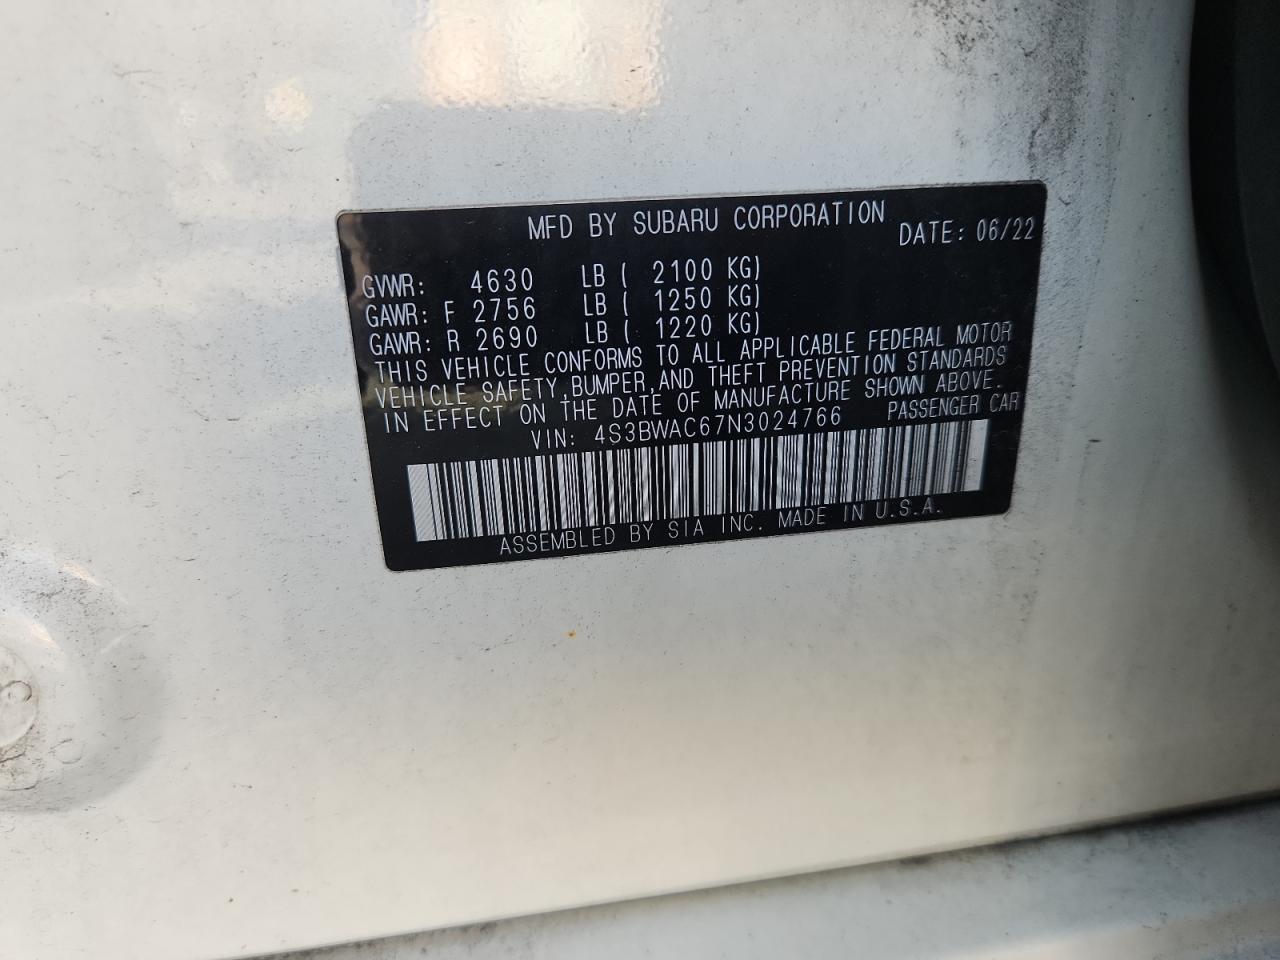 MFD BY SUBARU CORPORATION DATE: 06/22
GVWR: 4630 LB ( 2100 KG)
GAWR: F 2756 LB ( 1250 KG)
GAWR: R 2690 LB ( 1220 KG)
THIS VEHICLE CONFORMS TO ALL APPLICABLE FEDERAL MOTOR
VEHICLE SAFETY,BUMPER,AND THEFT PREVENTION STANDARDS
IN EFFECT ON THE DATE OF MANUFACTURE SHOWN ABOVE.
VIN: 4S3BWAC67N3024766 PASSENGER CAR
ASSEMBLED BY SIA INC. MADE IN U.S.A.